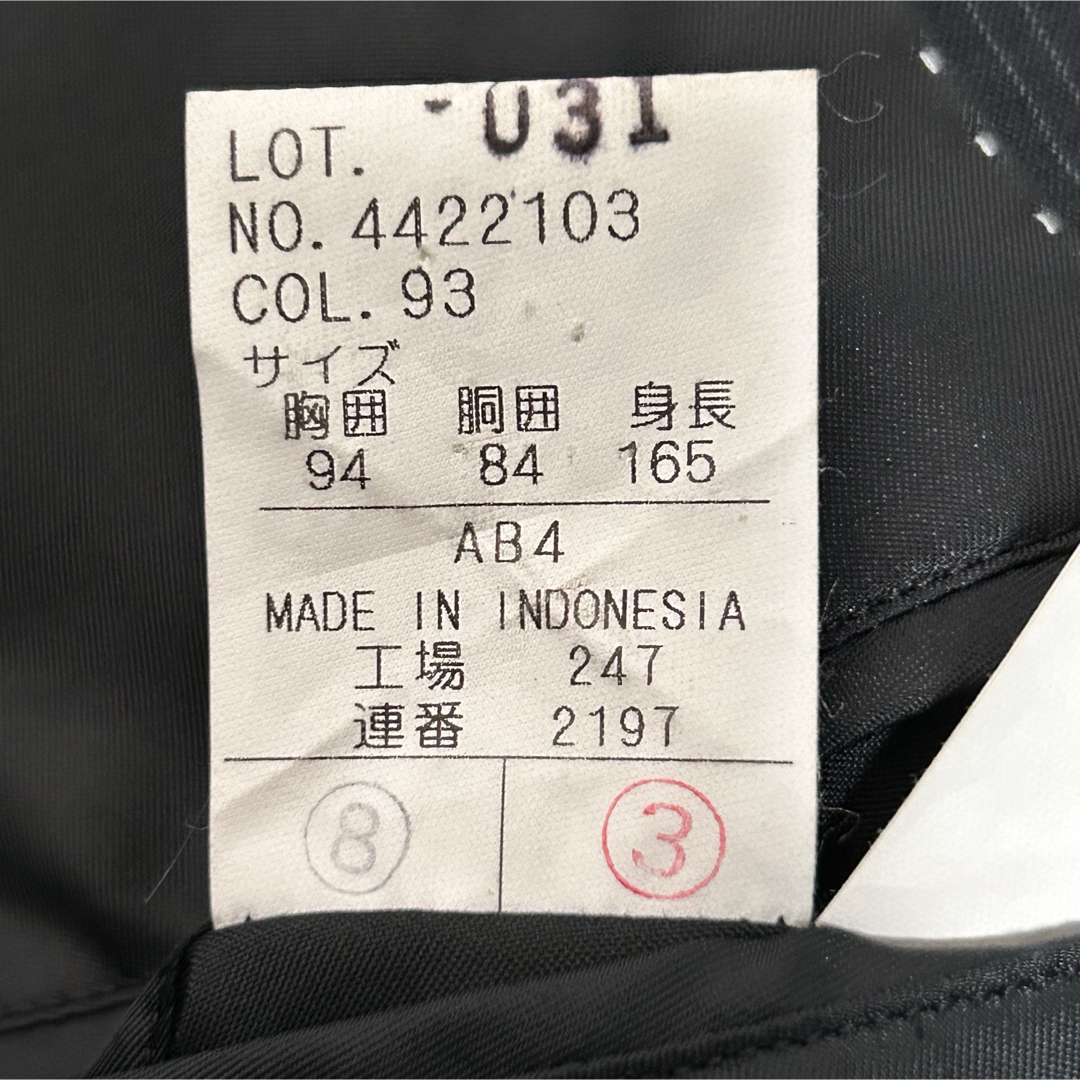 -031
LOT.
NO. 4422103
COL. 93
サイズ
胸囲 胴囲 身長
94 84 165
AB4
MADE IN INDONESIA
工場 247
連番 2197
⑧ ③